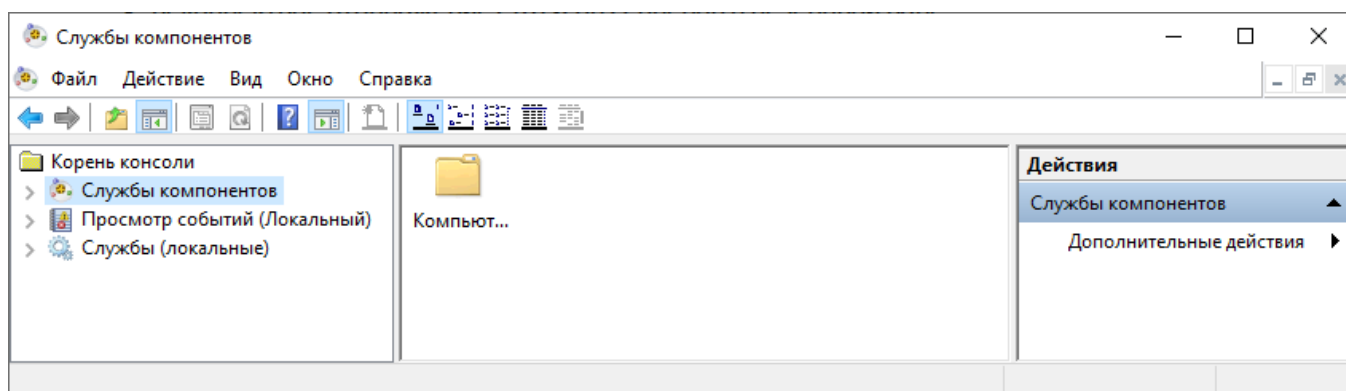 Службы компонентов
Файл Действие Вид Окно Справка
Корень консоли
Службы компонентов
Просмотр событий (Локальный)
Службы (локальные)
Компьют...
Действия
Службы компонентов
Дополнительные действия